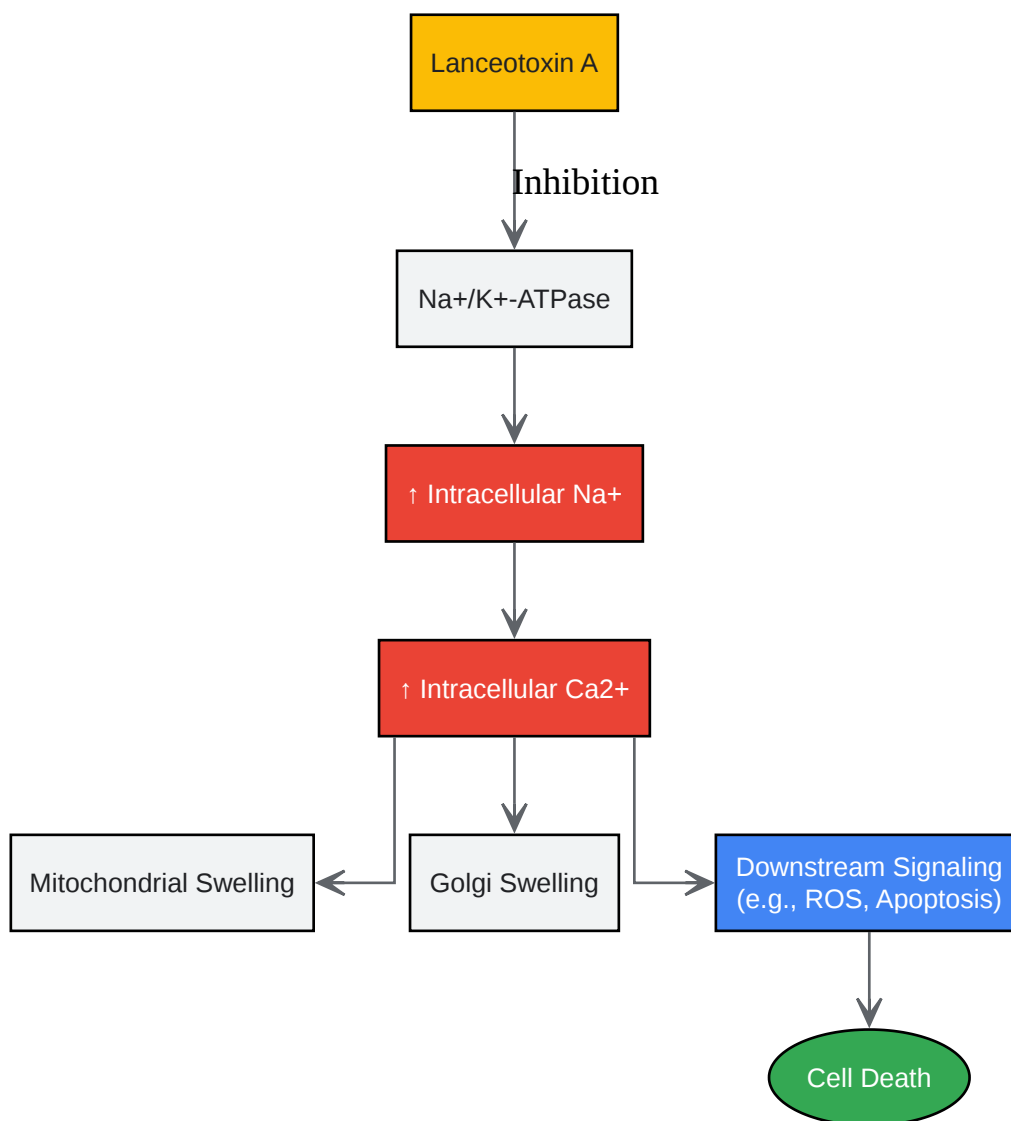 Lanceotoxin A
Inhibition
Na+/K+-ATPase
↑ Intracellular Na+
↑ Intracellular Ca2+
Mitochondrial Swelling
Golgi Swelling
Downstream Signaling
(e.g., ROS, Apoptosis)
Cell Death